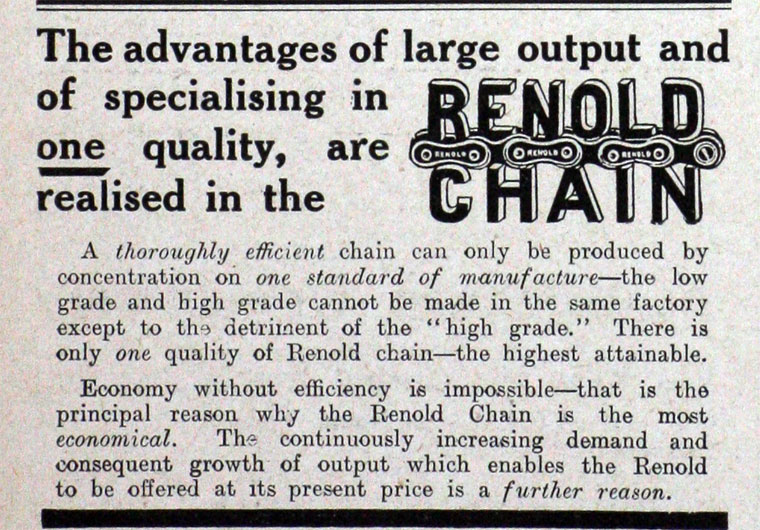 The advantages of large output and
of specialising in
one quality, are
realised in the
RENOLD
RENOLD RENOLD RENOLD
CHAIN
A thoroughly efficient chain can only be produced by
concentration on one standard of manufacture—the low
grade and high grade cannot be made in the same factory
except to the detriment of the "high grade." There is
only one quality of Renold chain—the highest attainable.
Economy without efficiency is impossible—that is the
principal reason why the Renold Chain is the most
economical. The continuously increasing demand and
consequent growth of output which enables the Renold
to be offered at its present price is a further reason.